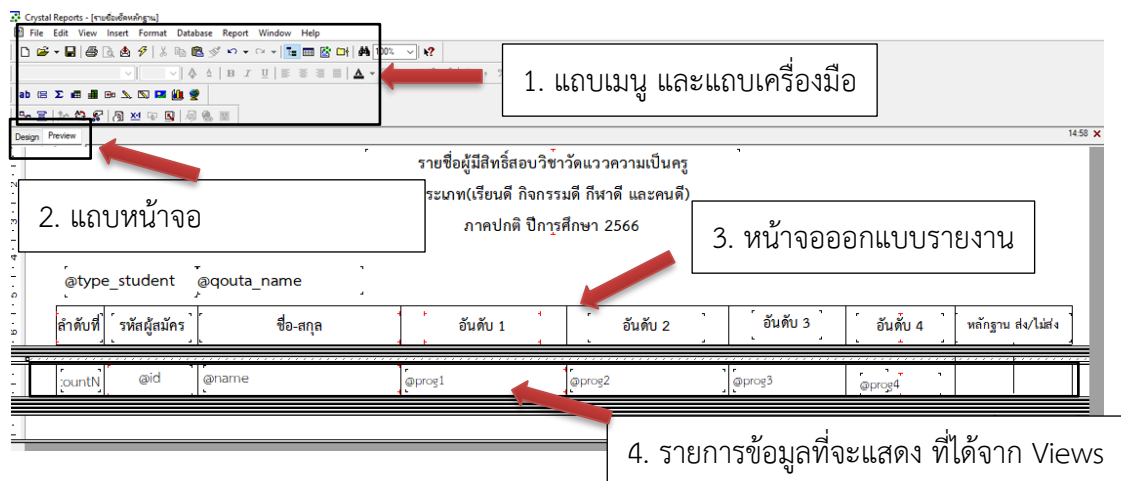 Crystal Reports - [รายชื่อเช็คหลักฐาน]
File Edit View Insert Format Database Report Window Help
100%
1. แถบเมนู และแถบเครื่องมือ
Design Preview
14:58
รายชื่อผู้มีสิทธิ์สอบวิชาวัดแววความเป็นครู
ระเภท(เรียนดี กิจกรรมดี กีฬาดี และคนดี)
ภาคปกติ ปีการศึกษา 2566
2. แถบหน้าจอ
3. หน้าจอออกแบบรายงาน
@type_student @qouta_name
ลำดับที่ รหัสผู้สมัคร ชื่อ-สกุล อันดับ 1 อันดับ 2 อันดับ 3 อันดับ 4 หลักฐาน ส่ง/ไม่ส่ง
countN @id @name @prog1 @prog2 @prog3 @prog4
4. รายการข้อมูลที่จะแสดง ที่ได้จาก Views